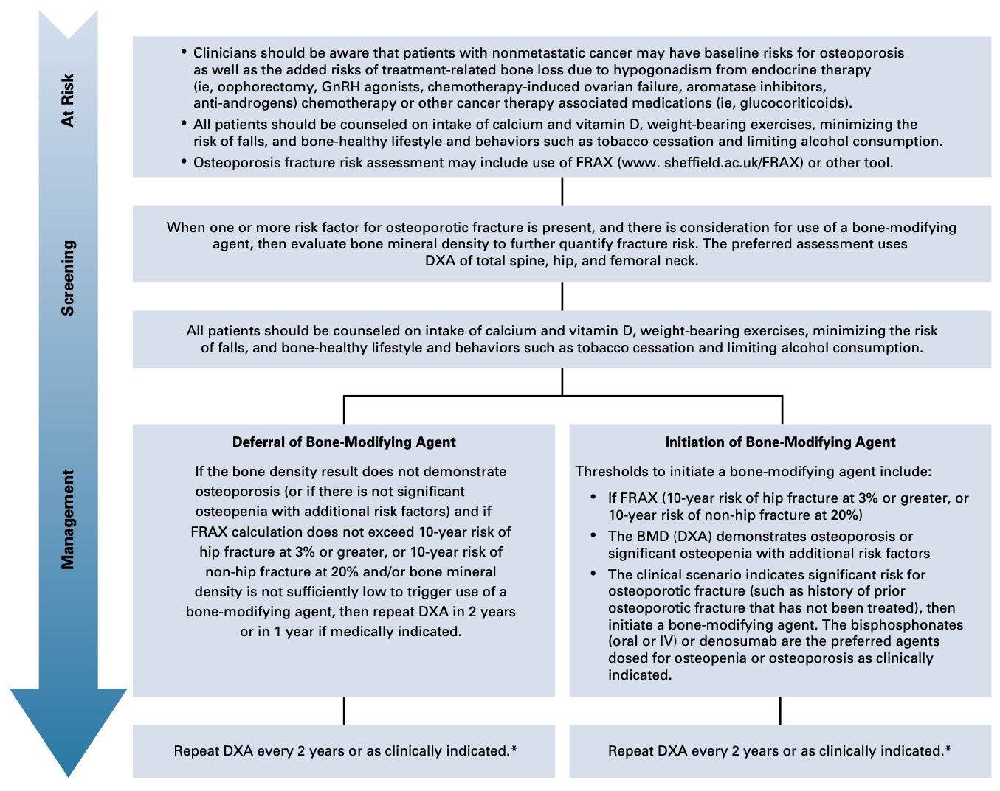 At Risk
• Clinicians should be aware that patients with nonmetastatic cancer may have baseline risks for osteoporosis
as well as the added risks of treatment-related bone loss due to hypogonadism from endocrine therapy
(ie, oophorectomy, GnRH agonists, chemotherapy-induced ovarian failure, aromatase inhibitors,
anti-androgens) chemotherapy or other cancer therapy associated medications (ie, glucocorticoids).
• All patients should be counseled on intake of calcium and vitamin D, weight-bearing exercises, minimizing the
risk of falls, and bone-healthy lifestyle and behaviors such as tobacco cessation and limiting alcohol consumption.
• Osteoporosis fracture risk assessment may include use of FRAX (www. sheffield.ac.uk/FRAX) or other tool.
Screening
When one or more risk factor for osteoporotic fracture is present, and there is consideration for use of a bone-modifying
agent, then evaluate bone mineral density to further quantify fracture risk. The preferred assessment uses
DXA of total spine, hip, and femoral neck.
All patients should be counseled on intake of calcium and vitamin D, weight-bearing exercises, minimizing the risk
of falls, and bone-healthy lifestyle and behaviors such as tobacco cessation and limiting alcohol consumption.
Management
Deferral of Bone-Modifying Agent
If the bone density result does not demonstrate
osteoporosis (or if there is not significant
osteopenia with additional risk factors) and if
FRAX calculation does not exceed 10-year risk of
hip fracture at 3% or greater, or 10-year risk of
non-hip fracture at 20% and/or bone mineral
density is not sufficiently low to trigger use of a
bone-modifying agent, then repeat DXA in 2 years
or in 1 year if medically indicated.
Initiation of Bone-Modifying Agent
Thresholds to initiate a bone-modifying agent include:
• If FRAX (10-year risk of hip fracture at 3% or greater, or
10-year risk of non-hip fracture at 20%)
• The BMD (DXA) demonstrates osteoporosis or
significant osteopenia with additional risk factors
• The clinical scenario indicates significant risk for
osteoporotic fracture (such as history of prior
osteoporotic fracture that has not been treated), then
initiate a bone-modifying agent. The bisphosphonates
(oral or IV) or denosumab are the preferred agents
dosed for osteopenia or osteoporosis as clinically
indicated.
Repeat DXA every 2 years or as clinically indicated.*
Repeat DXA every 2 years or as clinically indicated.*